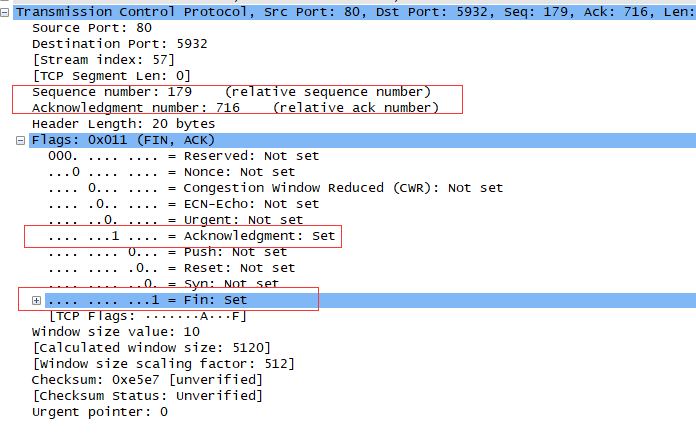 Transmission Control Protocol, Src Port: 80, Dst Port: 5932, Seq: 179, Ack: 716, Len:
Source Port: 80
Destination Port: 5932
[Stream index: 57]
[TCP Segment Len: 0]
Sequence number: 179    (relative sequence number)
Acknowledgment number: 716    (relative ack number)
Header Length: 20 bytes
Flags: 0x011 (FIN, ACK)
000. .... .... = Reserved: Not set
...0 .... .... = Nonce: Not set
.... 0... .... = Congestion Window Reduced (CWR): Not set
.... .0.. .... = ECN-Echo: Not set
.... ..0. .... = Urgent: Not set
.... ...1 .... = Acknowledgment: Set
.... .... 0... = Push: Not set
.... .... .0.. = Reset: Not set
.... .... ..0. = Syn: Not set
.... .... ...1 = Fin: Set
[TCP Flags: ·······A···F]
Window size value: 10
[Calculated window size: 5120]
[Window size scaling factor: 512]
Checksum: 0xe5e7 [unverified]
[Checksum Status: Unverified]
Urgent pointer: 0